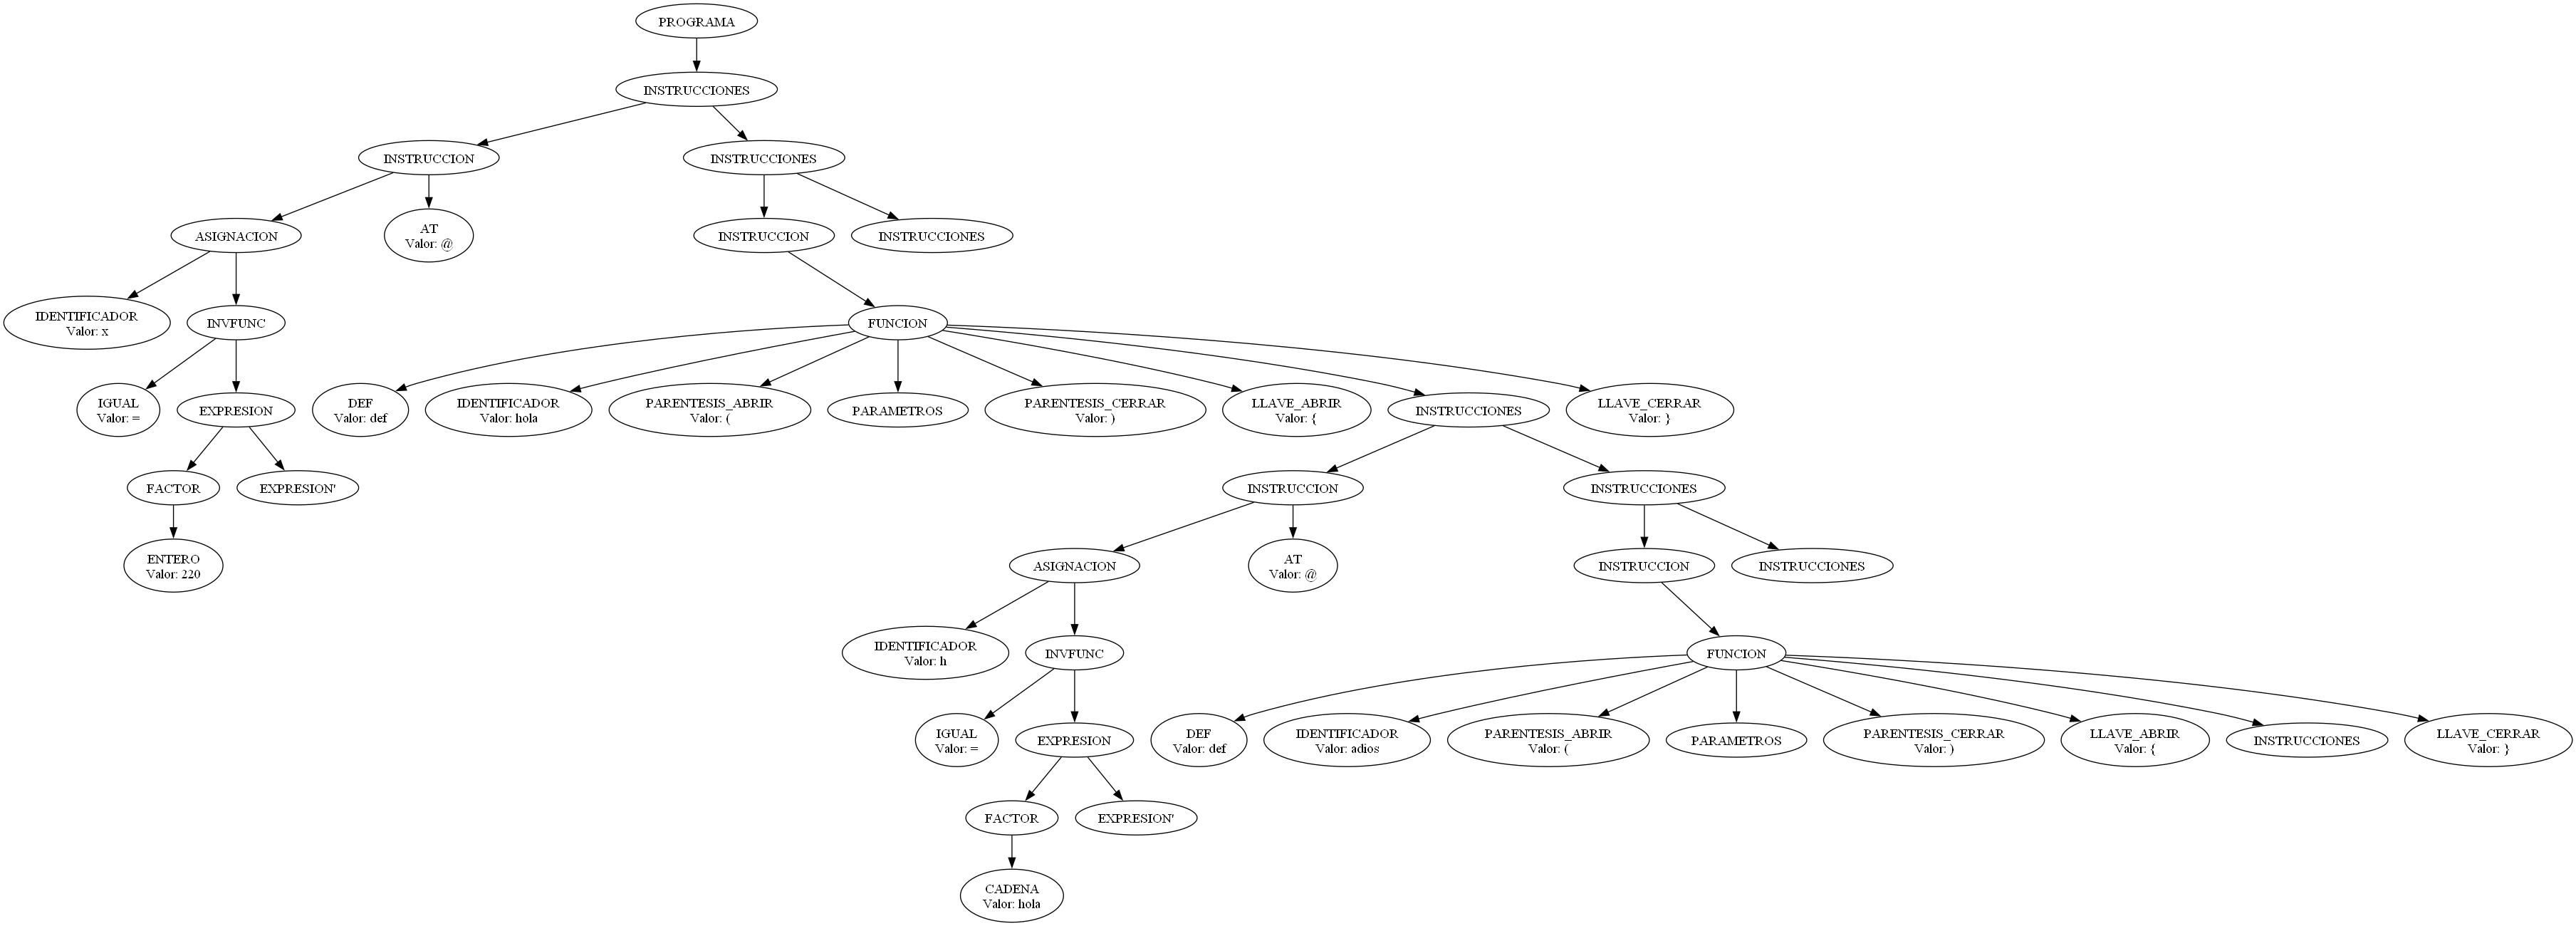 PROGRAMA
INSTRUCCIONES
INSTRUCCION
INSTRUCCIONES
ASIGNACION
AT
Valor: @
INSTRUCCION
INSTRUCCIONES
IDENTIFICADOR
Valor: x
INVFUNC
FUNCION
IGUAL
Valor: =
EXPRESION
DEF
Valor: def
IDENTIFICADOR
Valor: hola
PARENTESIS_ABRIR
Valor: (
PARAMETROS
PARENTESIS_CERRAR
Valor: )
LLAVE_ABRIR
Valor: {
INSTRUCCIONES
LLAVE_CERRAR
Valor: }
FACTOR
EXPRESION'
INSTRUCCION
INSTRUCCIONES
ENTERO
Valor: 220
ASIGNACION
AT
Valor: @
INSTRUCCION
INSTRUCCIONES
IDENTIFICADOR
Valor: h
INVFUNC
FUNCION
IGUAL
Valor: =
EXPRESION
DEF
Valor: def
IDENTIFICADOR
Valor: adios
PARENTESIS_ABRIR
Valor: (
PARAMETROS
PARENTESIS_CERRAR
Valor: )
LLAVE_ABRIR
Valor: {
INSTRUCCIONES
LLAVE_CERRAR
Valor: }
FACTOR
EXPRESION'
CADENA
Valor: hola